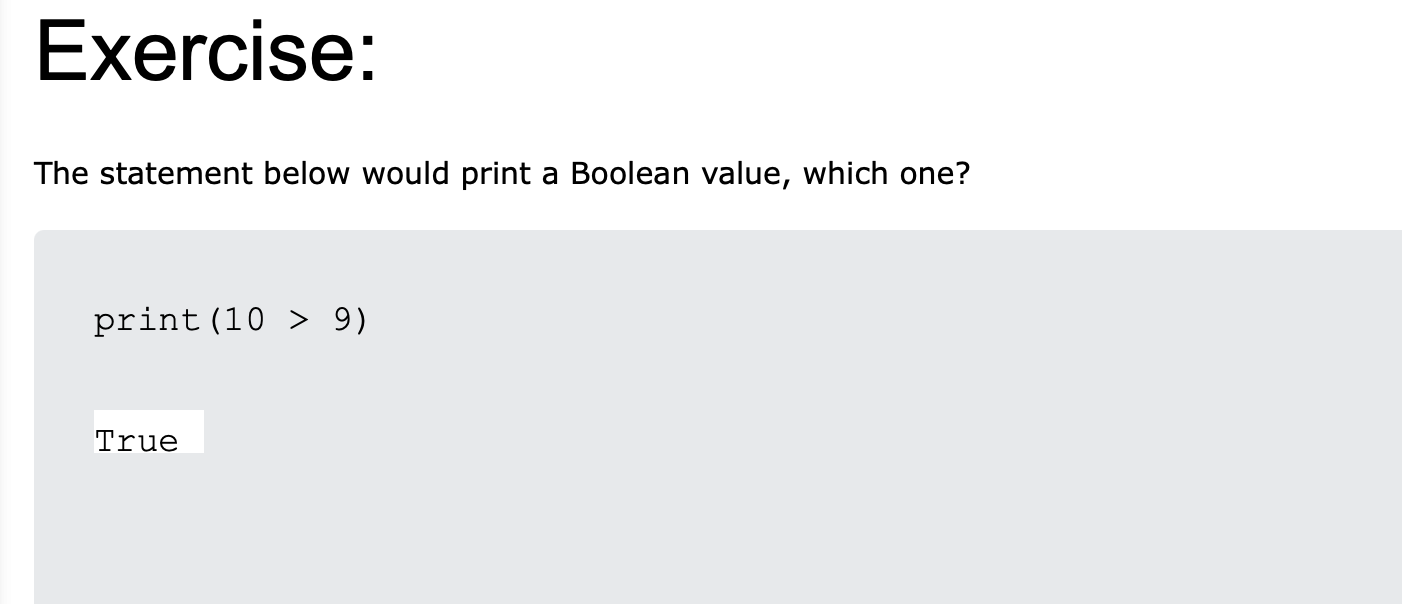 Exercise:
The statement below would print a Boolean value, which one?
print(10 > 9)
True